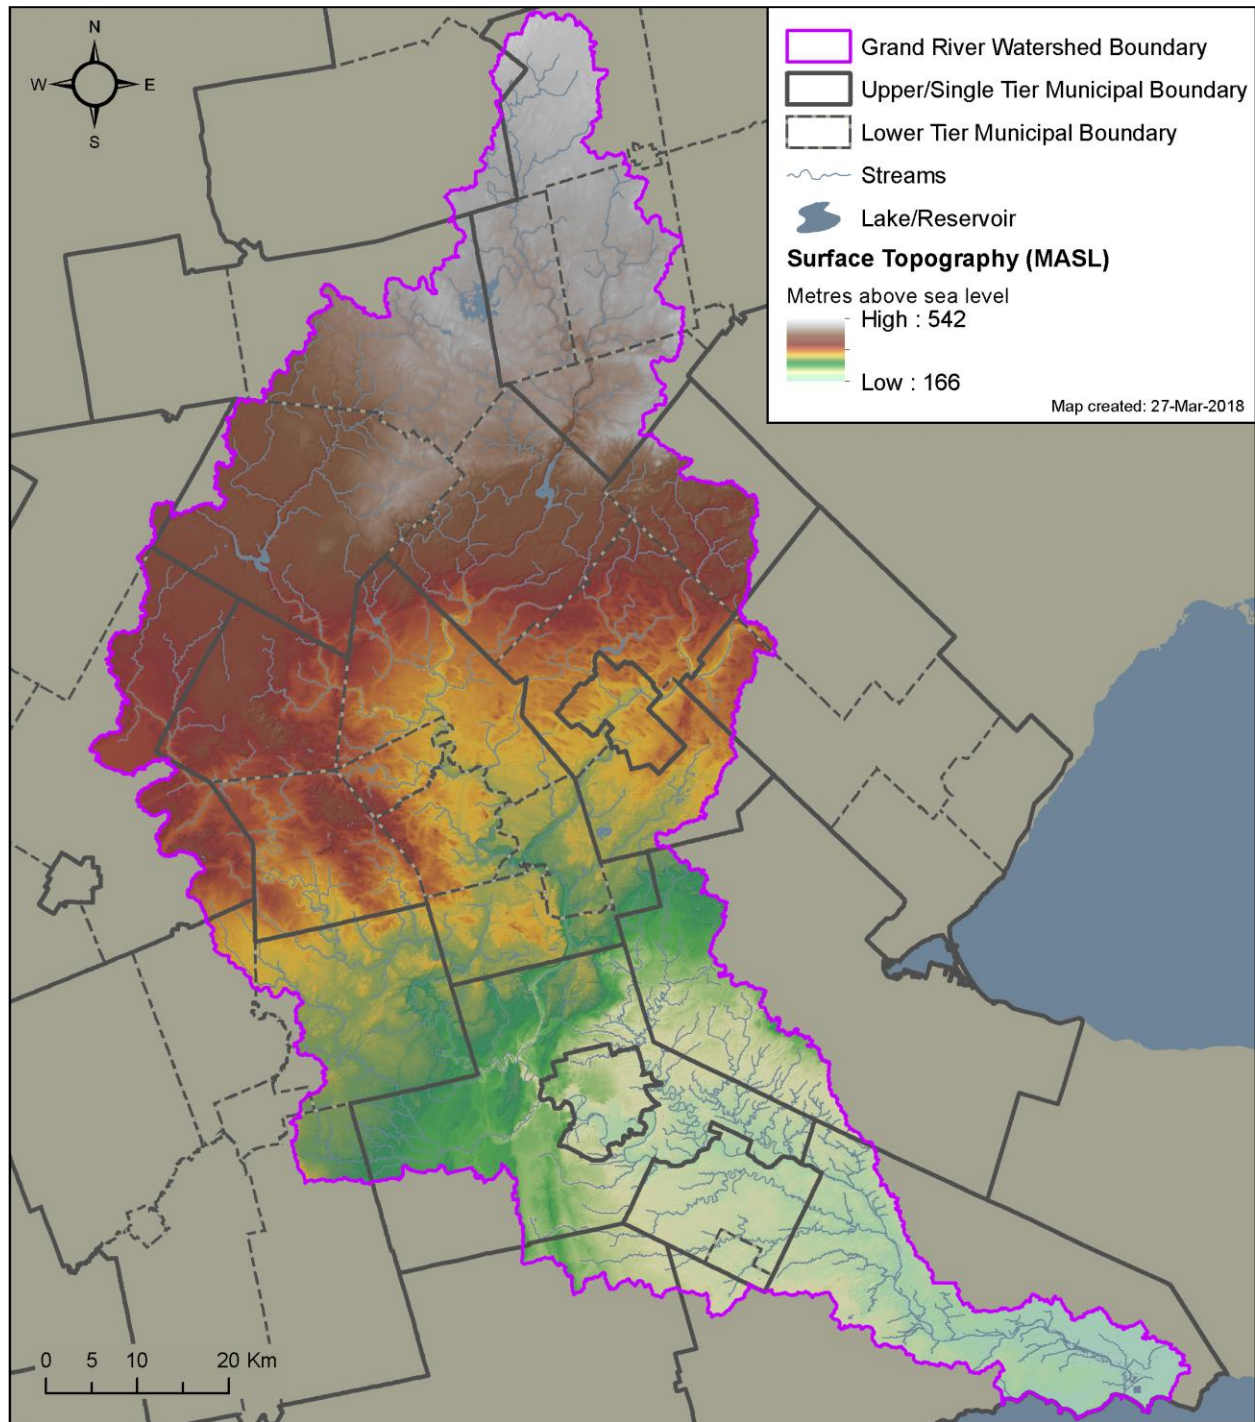 N
W E
S
Grand River Watershed Boundary
Upper/Single Tier Municipal Boundary
Lower Tier Municipal Boundary
Streams
Lake/Reservoir
Surface Topography (MASL)
Metres above sea level
High : 542
Low : 166
Map created: 27-Mar-2018
0 5 10 20 Km